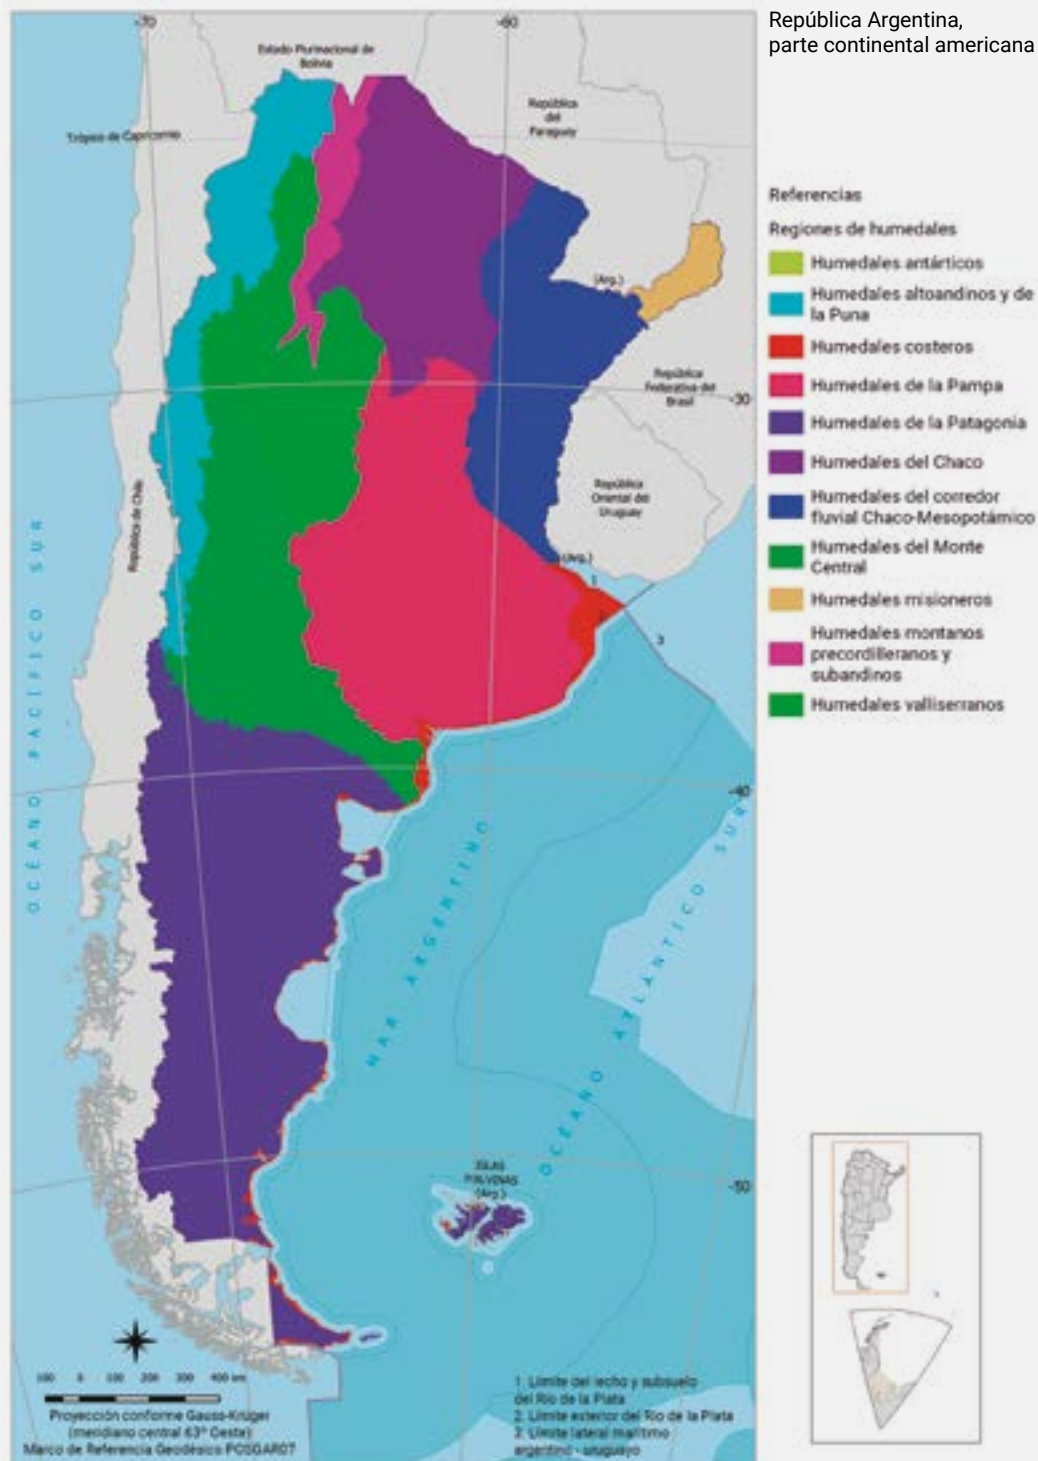 República Argentina,
parte continental americana
-70
-60
Estado Plurinacional de
Bolivia
República
del
Paraguay
Trópico de Capricornio
Referencias
Regiones de humedales
Humedales antárticos
Humedales altoandinos y de
la Puna
Humedales costeros
Humedales de la Pampa
Humedales de la Patagonia
Humedales del Chaco
Humedales del corredor
fluvial Chaco-Mesopotámico
Humedales del Monte
Central
Humedales misioneros
Humedales montanos
precordilleranos y
subandinos
Humedales valliserranos
(Arg.)
República
Federativa del
Brasil
-30
República
Oriental del
Uruguay
República de Chile
(Arg.)
1
3
OCÉANO PACÍFICO SUR
-40
MAR ARGENTINO
OCÉANO ATLÁNTICO SUR
ISLAS
MALVINAS
(Arg.)
-50
100 0 100 200 300 400 km
Proyección conforme Gauss-Krüger
(meridiano central 63° Oeste)
Marco de Referencia Geodésico POSGAR07
1. Límite del lecho y subsuelo
del Río de la Plata
2. Límite exterior del Río de la Plata
3. Límite lateral marítimo
argentino - uruguayo